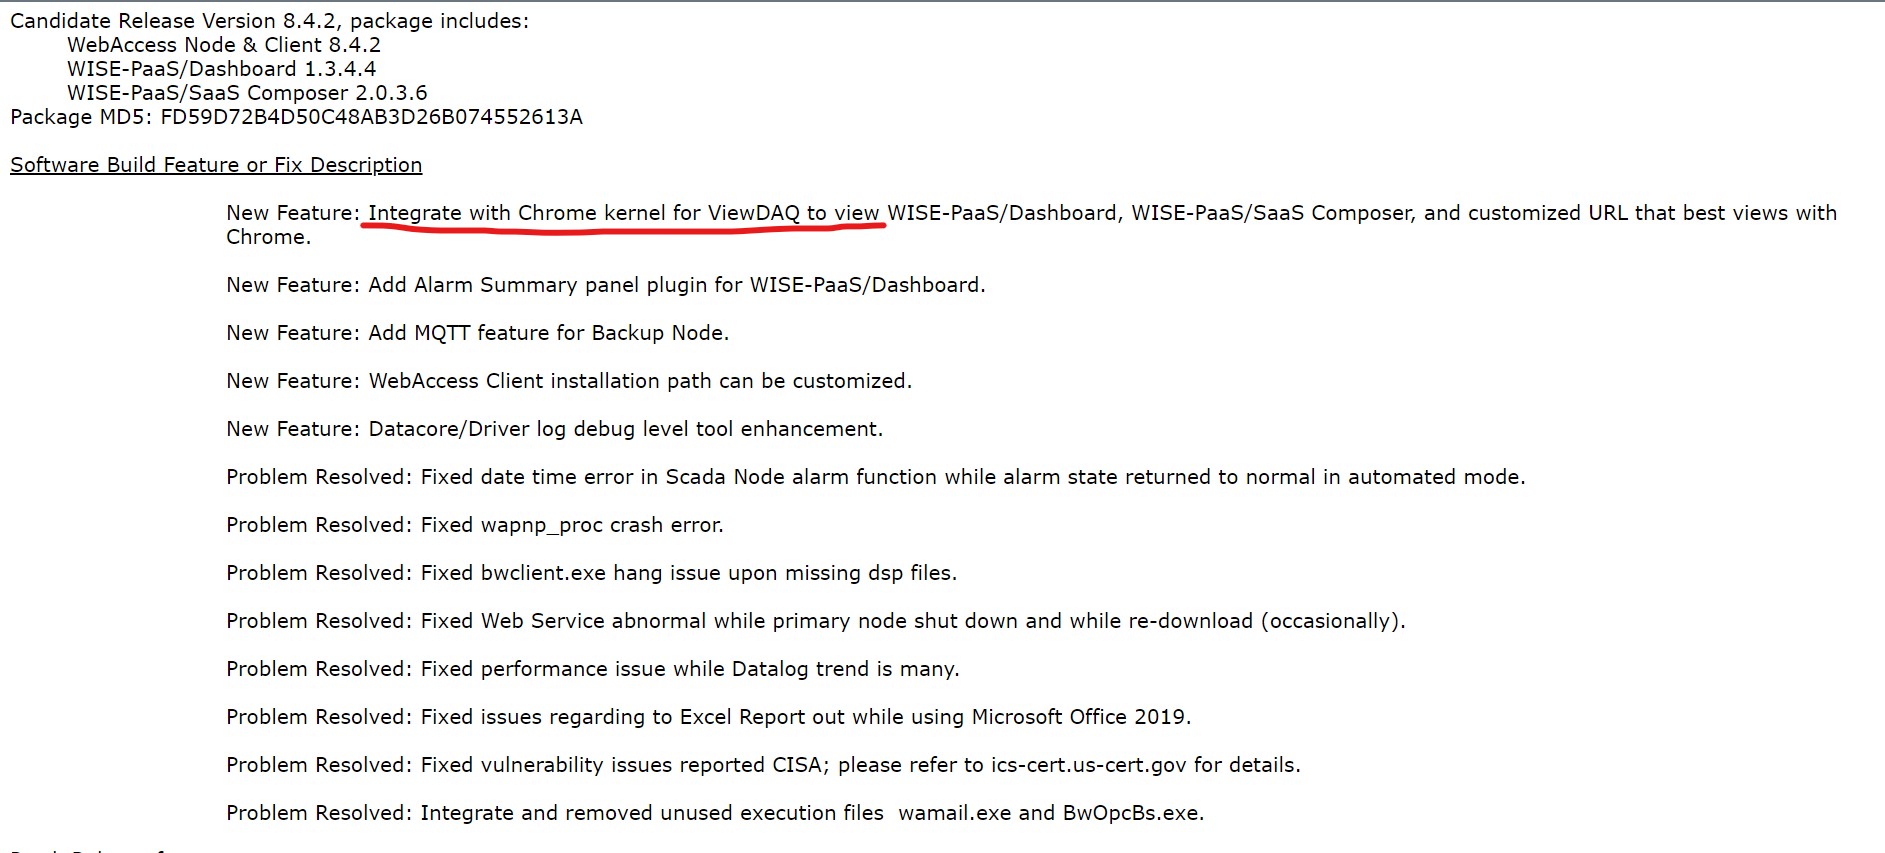 Candidate Release Version 8.4.2, package includes:
WebAccess Node & Client 8.4.2
WISE-PaaS/Dashboard 1.3.4.4
WISE-PaaS/SaaS Composer 2.0.3.6
Package MD5: FD59D72B4D50C48AB3D26B074552613A
Software Build Feature or Fix Description
New Feature: Integrate with Chrome kernel for ViewDAQ to view WISE-PaaS/Dashboard, WISE-PaaS/SaaS Composer, and customized URL that best views with
Chrome.
New Feature: Add Alarm Summary panel plugin for WISE-PaaS/Dashboard.
New Feature: Add MQTT feature for Backup Node.
New Feature: WebAccess Client installation path can be customized.
New Feature: Datacore/Driver log debug level tool enhancement.
Problem Resolved: Fixed date time error in Scada Node alarm function while alarm state returned to normal in automated mode.
Problem Resolved: Fixed wapnp_proc crash error.
Problem Resolved: Fixed bwclient.exe hang issue upon missing dsp files.
Problem Resolved: Fixed Web Service abnormal while primary node shut down and while re-download (occasionally).
Problem Resolved: Fixed performance issue while Datalog trend is many.
Problem Resolved: Fixed issues regarding to Excel Report out while using Microsoft Office 2019.
Problem Resolved: Fixed vulnerability issues reported CISA; please refer to ics-cert.us-cert.gov for details.
Problem Resolved: Integrate and removed unused execution files  wamail.exe and BwOpcBs.exe.